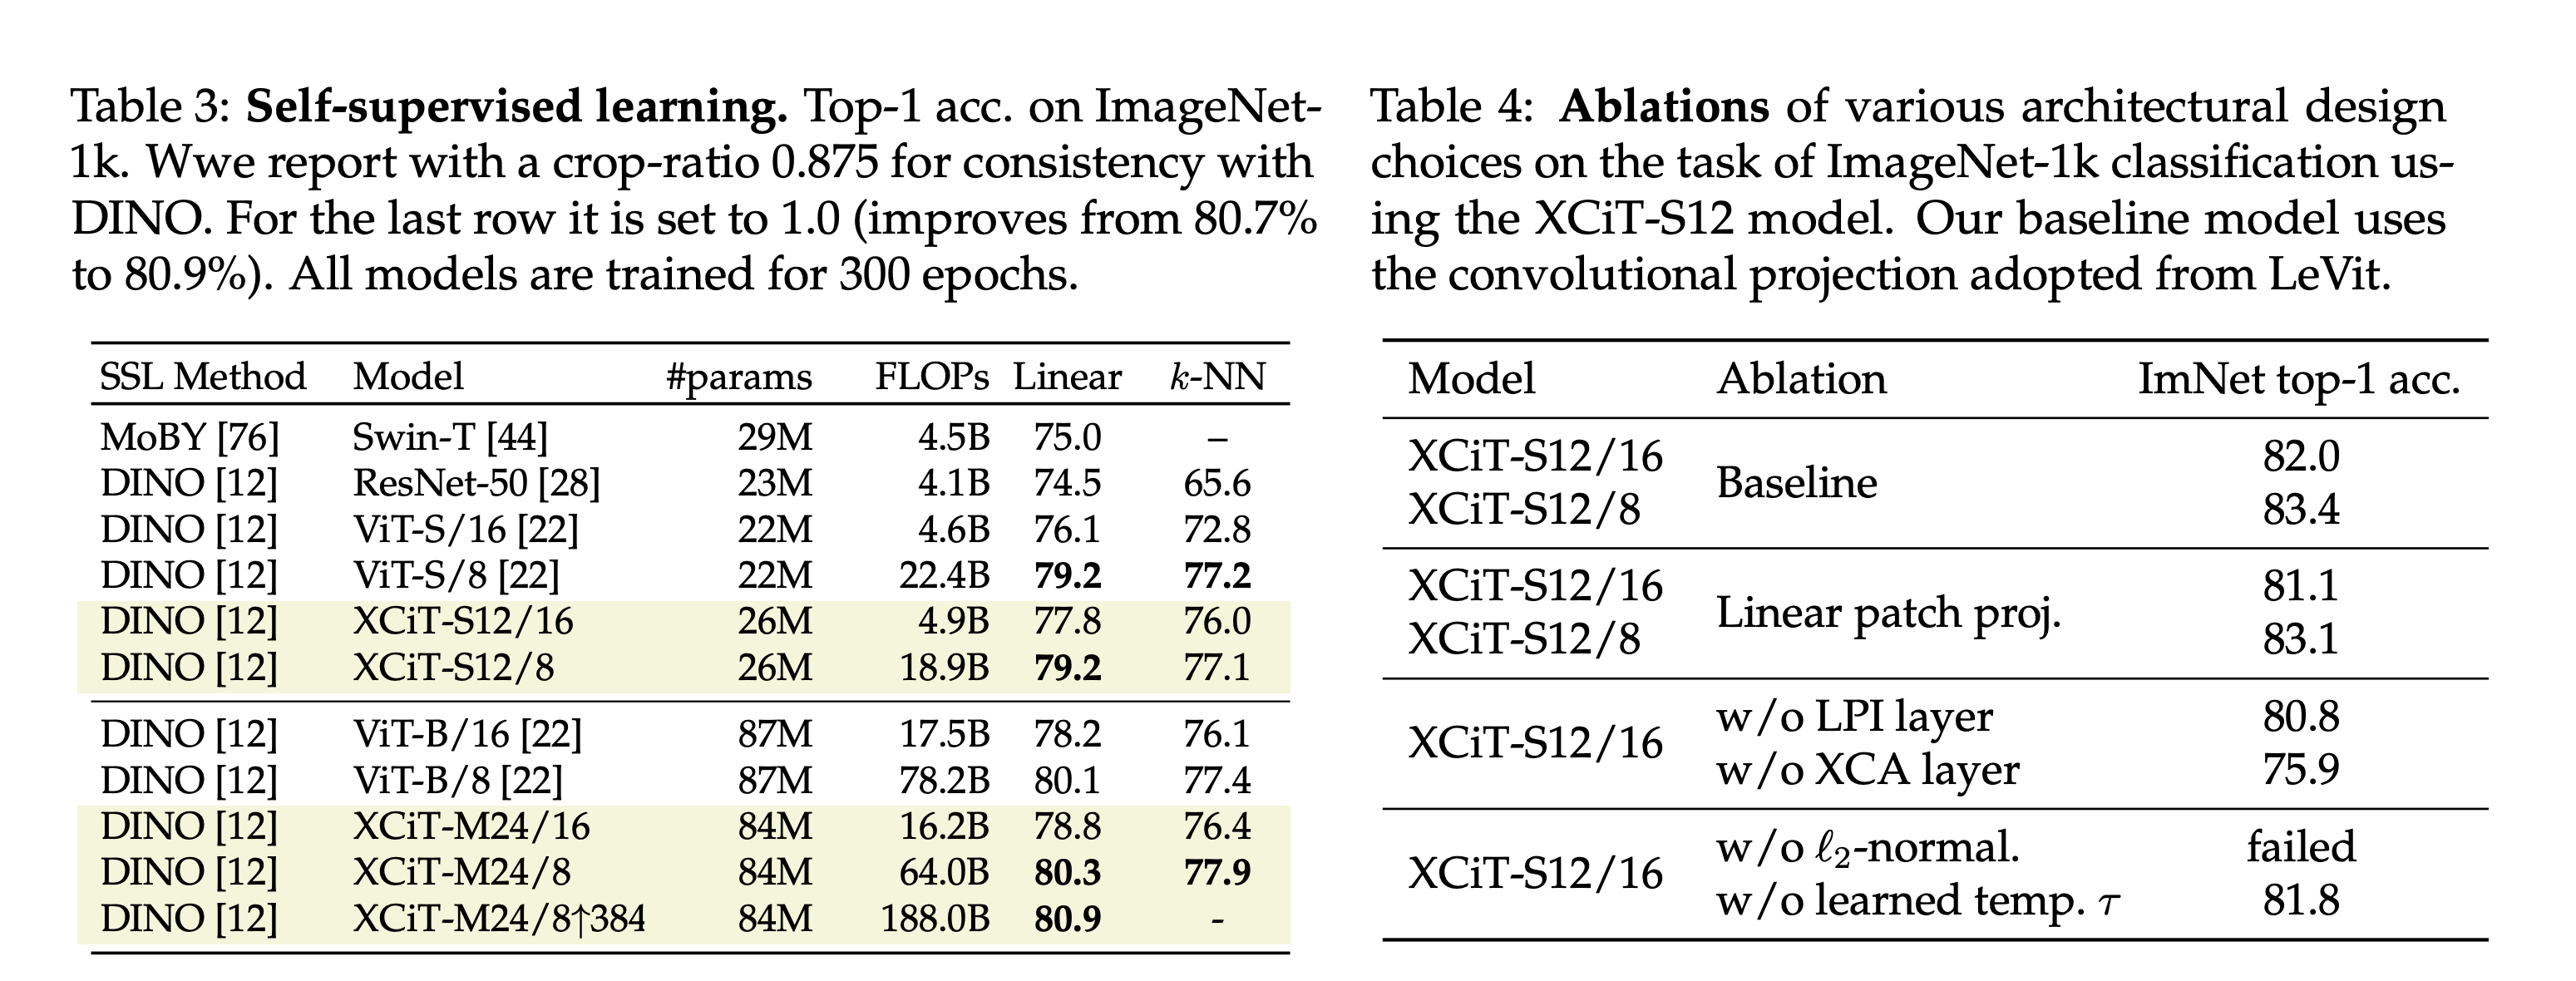 Table 3: Self-supervised learning. Top-1 acc. on ImageNet-
1k. Wwe report with a crop-ratio 0.875 for consistency with
DINO. For the last row it is set to 1.0 (improves from 80.7%
to 80.9%). All models are trained for 300 epochs.
SSL Method Model #params FLOPs Linear k-NN
MoBY [76] Swin-T [44] 29M 4.5B 75.0 –
DINO [12] ResNet-50 [28] 23M 4.1B 74.5 65.6
DINO [12] ViT-S/16 [22] 22M 4.6B 76.1 72.8
DINO [12] ViT-S/8 [22] 22M 22.4B 79.2 77.2
DINO [12] XCiT-S12/16 26M 4.9B 77.8 76.0
DINO [12] XCiT-S12/8 26M 18.9B 79.2 77.1
DINO [12] ViT-B/16 [22] 87M 17.5B 78.2 76.1
DINO [12] ViT-B/8 [22] 87M 78.2B 80.1 77.4
DINO [12] XCiT-M24/16 84M 16.2B 78.8 76.4
DINO [12] XCiT-M24/8 84M 64.0B 80.3 77.9
DINO [12] XCiT-M24/8↑384 84M 188.0B 80.9 -
Table 4: Ablations of various architectural design
choices on the task of ImageNet-1k classification us-
ing the XCiT-S12 model. Our baseline model uses
the convolutional projection adopted from LeVit.
Model Ablation ImNet top-1 acc.
XCiT-S12/16 82.0
Baseline
XCiT-S12/8 83.4
XCiT-S12/16 81.1
Linear patch proj.
XCiT-S12/8 83.1
w/o LPI layer 80.8
XCiT-S12/16
w/o XCA layer 75.9
w/o ℓ₂-normal. failed
XCiT-S12/16
w/o learned temp. τ 81.8